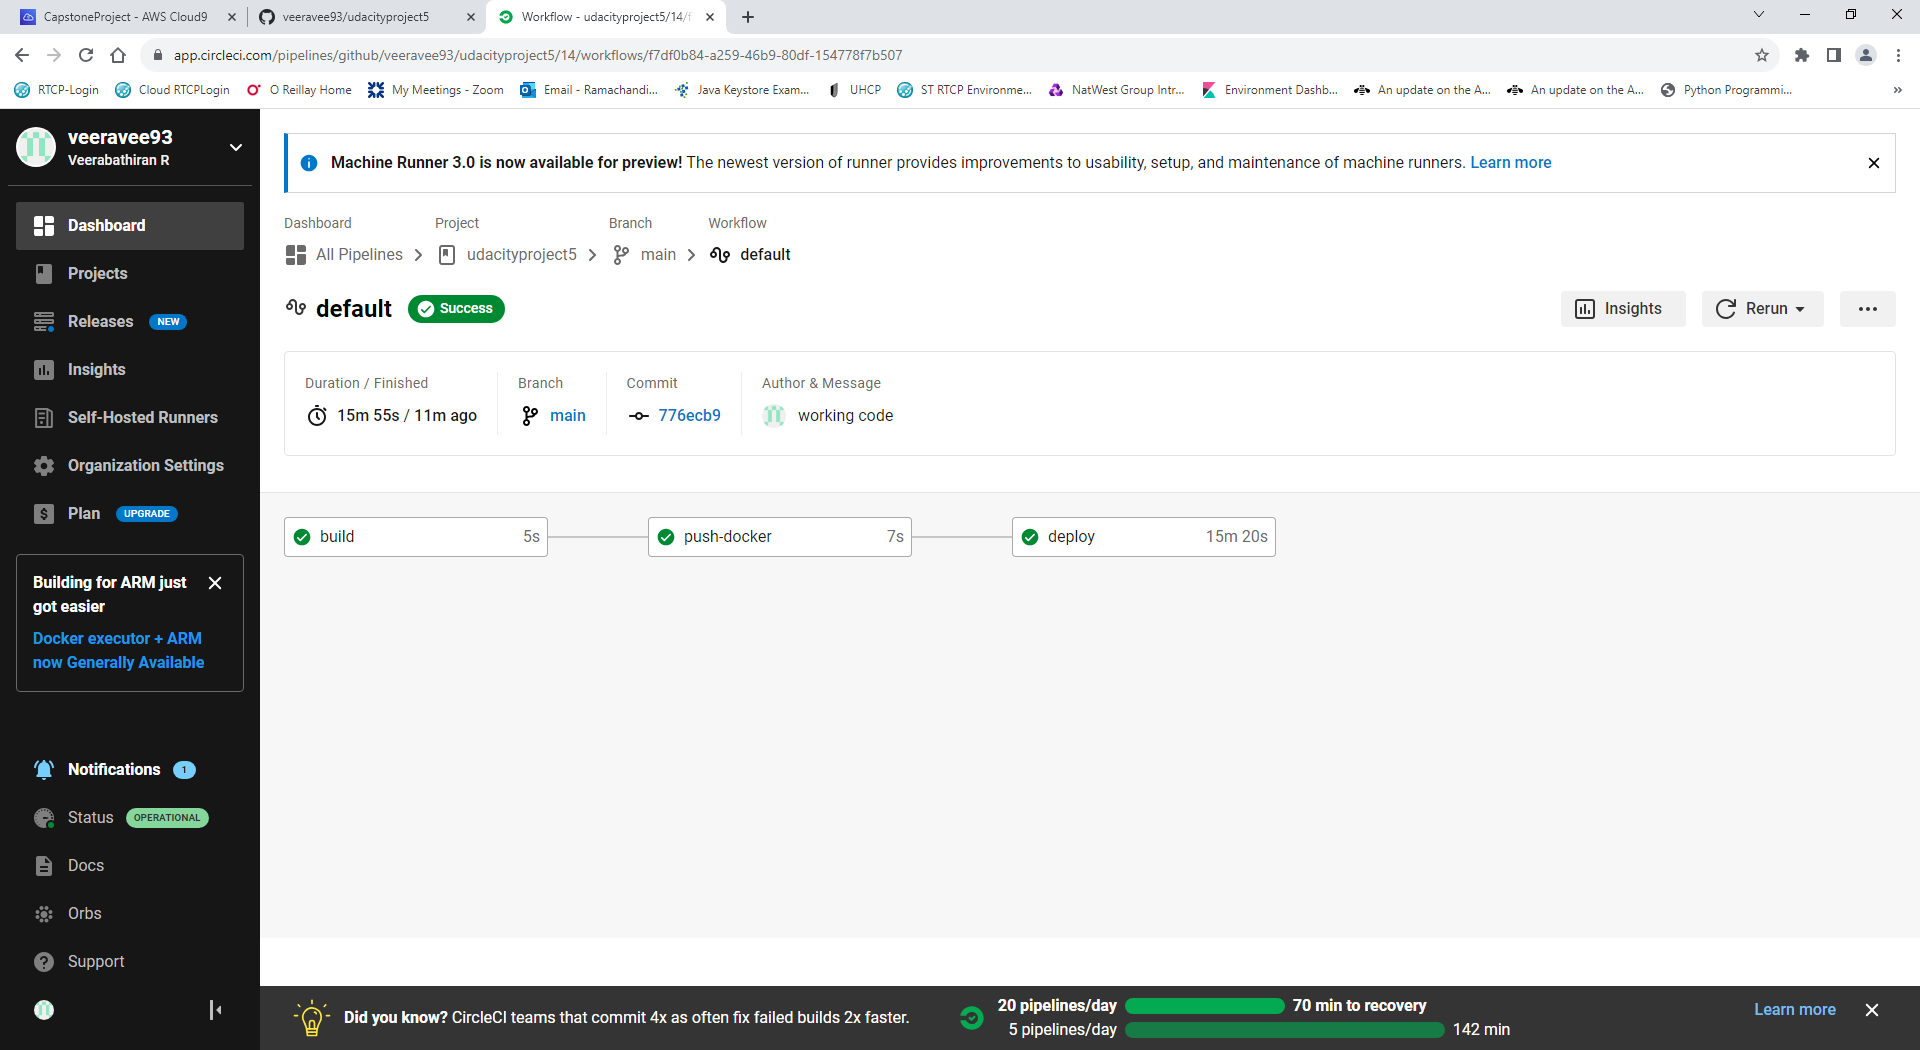 CapstoneProject - AWS Cloud9
veeravee93/udacityproject5
Workflow - udacityproject5/14/f
app.circleci.com/pipelines/github/veeravee93/udacityproject5/14/workflows/f7df0b84-a259-46b9-80df-154778f7b507
RTCP-Login
Cloud RTCPLogin
O Reillay Home
My Meetings - Zoom
Email - Ramachandi...
Java Keystore Exam...
UHCP
ST RTCP Environme...
NatWest Group Intr...
Environment Dashb...
An update on the A...
An update on the A...
Python Programmi...
»
veeravee93
Veerabathiran R
Dashboard
Projects
Releases NEW
Insights
Self-Hosted Runners
Organization Settings
Plan UPGRADE
Building for ARM just
got easier
Docker executor + ARM
now Generally Available
Notifications 1
Status OPERATIONAL
Docs
Orbs
Support
Machine Runner 3.0 is now available for preview! The newest version of runner provides improvements to usability, setup, and maintenance of machine runners. Learn more
Dashboard Project Branch Workflow
All Pipelines udacityproject5 main default
default Success
Insights
Rerun
Duration / Finished
15m 55s / 11m ago
Branch
main
Commit
776ecb9
Author & Message
working code
build 5s
push-docker 7s
deploy 15m 20s
Did you know? CircleCI teams that commit 4x as often fix failed builds 2x faster.
20 pipelines/day 70 min to recovery
5 pipelines/day 142 min
Learn more